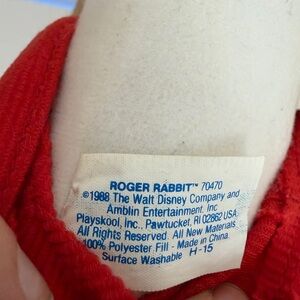 ROGER RABBIT™ 70470
©1988 The Walt Disney Company and
Amblin Entertainment, Inc.
Playskool, Inc., Pawtucket, RI 02862 USA
All Rights Reserved. All New Materials
100% Polyester Fill - Made in China.
Surface Washable H-15